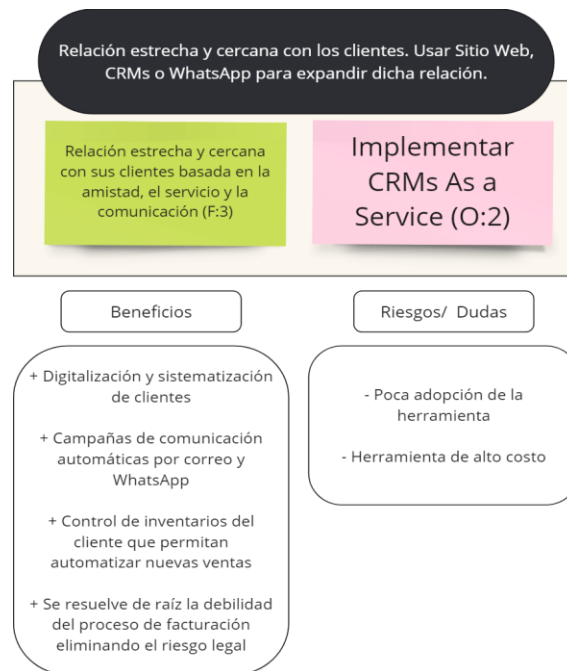 Relación estrecha y cercana con los clientes. Usar Sitio Web,
CRMs o WhatsApp para expandir dicha relación.
Relación estrecha y cercana
con sus clientes basada en la
amistad, el servicio y la
comunicación (F:3)
Implementar
CRMs As a
Service (O:2)
Beneficios
+ Digitalización y sistematización
de clientes
+ Campañas de comunicación
automáticas por correo y
WhatsApp
+ Control de inventarios del
cliente que permitan
automatizar nuevas ventas
+ Se resuelve de raíz la debilidad
del proceso de facturación
eliminando el riesgo legal
Riesgos/ Dudas
- Poca adopción de la
herramienta
- Herramienta de alto costo